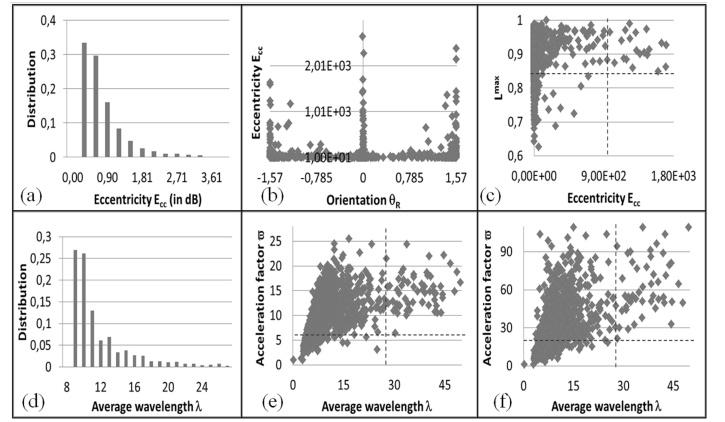 0,4
0,3
0,2
0,1
0
Distribution
0,00 0,90 1,81 2,71 3,61
(a)
Eccentricity Ecc (in dB)
Eccentricity Ecc
2,01E+03
1,01E+03
1,00E+01
-1,57 -0,785 0 0,785 1,57
(b)
Orientation θR
Lmax
1
0,9
0,8
0,7
0,6
0,00E+00 9,00E+02 1,80E+03
(c)
Eccentricity Ecc
0,3
0,25
0,2
0,15
0,1
0,05
0
Distribution
8 12 16 20 24
(d)
Average wavelength λ
Acceleration factor ϖ
25
20
15
10
5
0
0 15 30 45
(e)
Average wavelength λ
Acceleration factor ϖ
90
60
30
0
0 15 30 45
(f)
Average wavelength λ